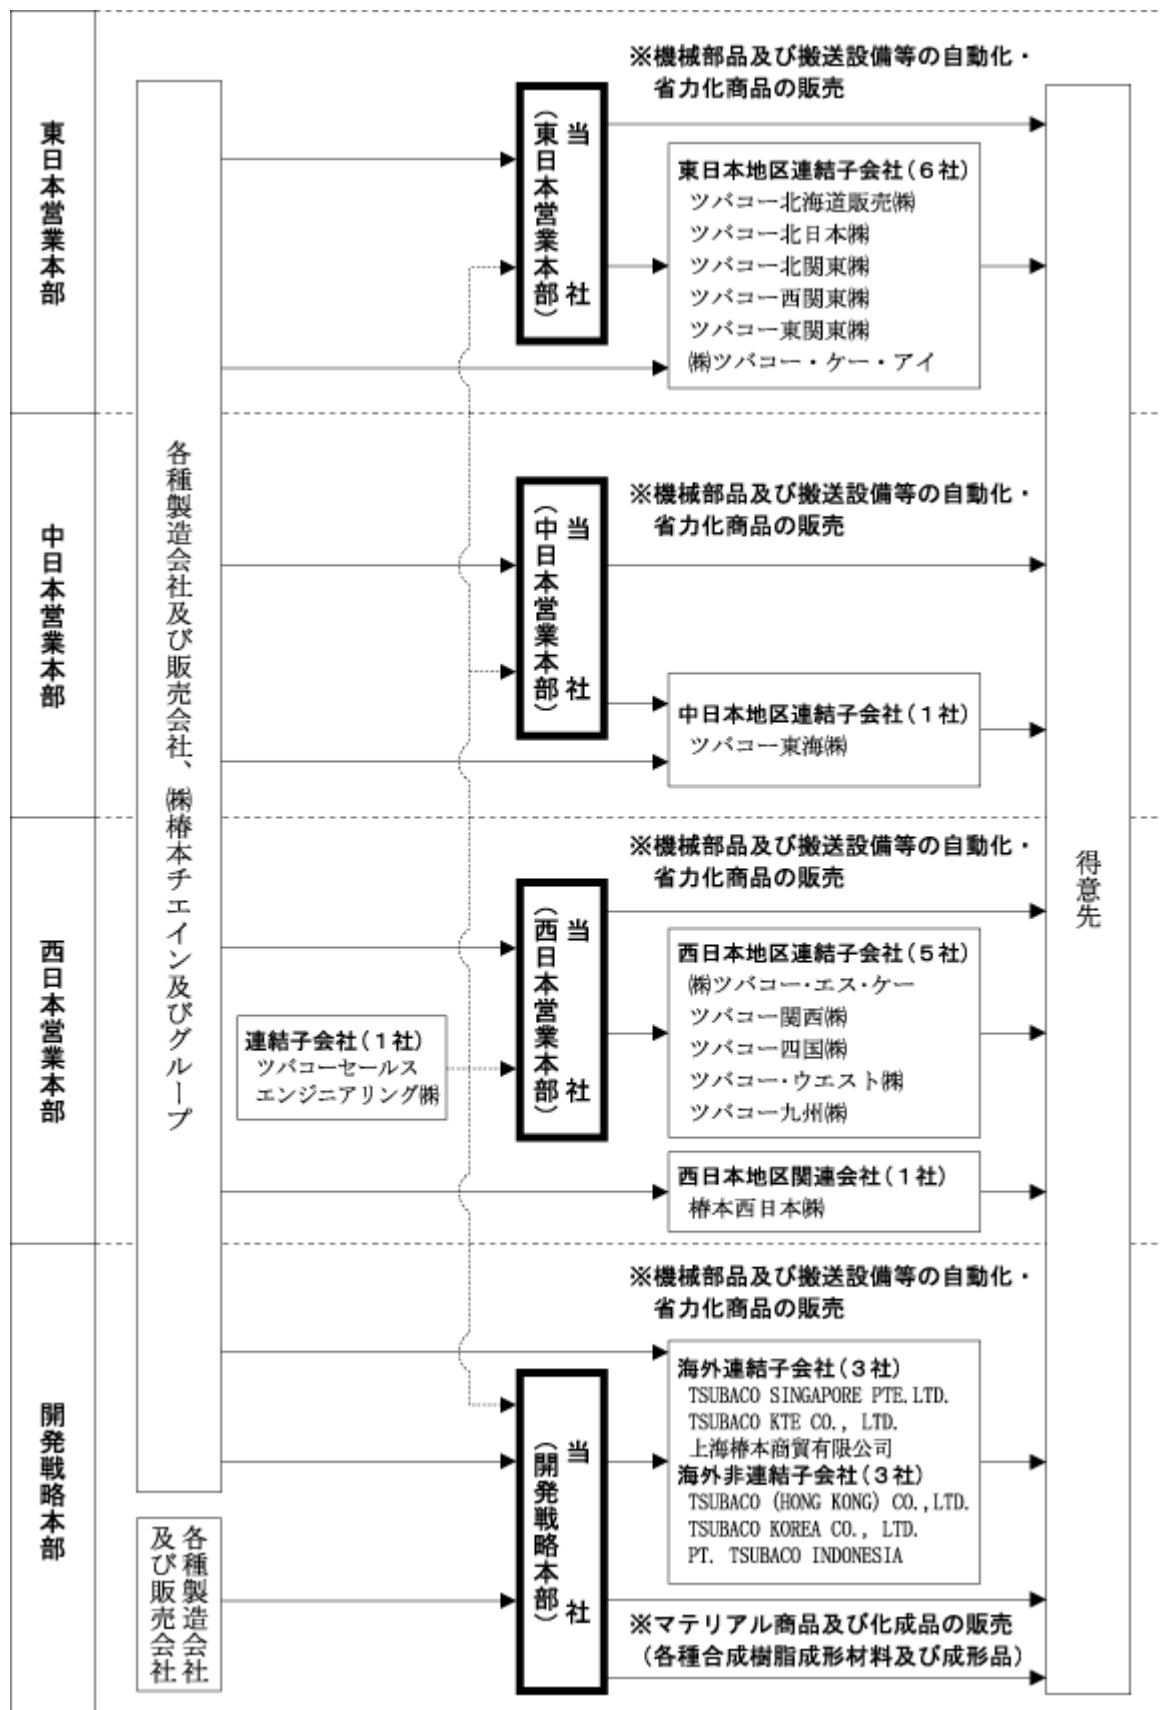 東日本営業本部
※機械部品及び搬送設備等の自動化・
省力化商品の販売
当社
(東日本営業本部)
東日本地区連結子会社(6社)
ツバコー北海道販売㈱
ツバコー北日本㈱
ツバコー北関東㈱
ツバコー西関東㈱
ツバコー東関東㈱
㈱ツバコー・ケー・アイ
各種製造会社及び販売会社、㈱椿本チエイン及びグループ
得意先
中日本営業本部
※機械部品及び搬送設備等の自動化・
省力化商品の販売
当社
(中日本営業本部)
中日本地区連結子会社(1社)
ツバコー東海㈱
西日本営業本部
※機械部品及び搬送設備等の自動化・
省力化商品の販売
連結子会社(1社)
ツバコーセールス
エンジニアリング㈱
当社
(西日本営業本部)
西日本地区連結子会社(5社)
㈱ツバコー・エス・ケー
ツバコー関西㈱
ツバコー四国㈱
ツバコー・ウエスト㈱
ツバコー九州㈱
西日本地区関連会社(1社)
椿本西日本㈱
開発戦略本部
※機械部品及び搬送設備等の自動化・
省力化商品の販売
当社
(開発戦略本部)
海外連結子会社(3社)
TSUBACO SINGAPORE PTE.LTD.
TSUBACO KTE CO., LTD.
上海椿本商貿有限公司
海外非連結子会社(3社)
TSUBACO (HONG KONG) CO.,LTD.
TSUBACO KOREA CO., LTD.
PT. TSUBACO INDONESIA
各種製造会社
及び販売会社
※マテリアル商品及び化成品の販売
(各種合成樹脂成形材料及び成形品)